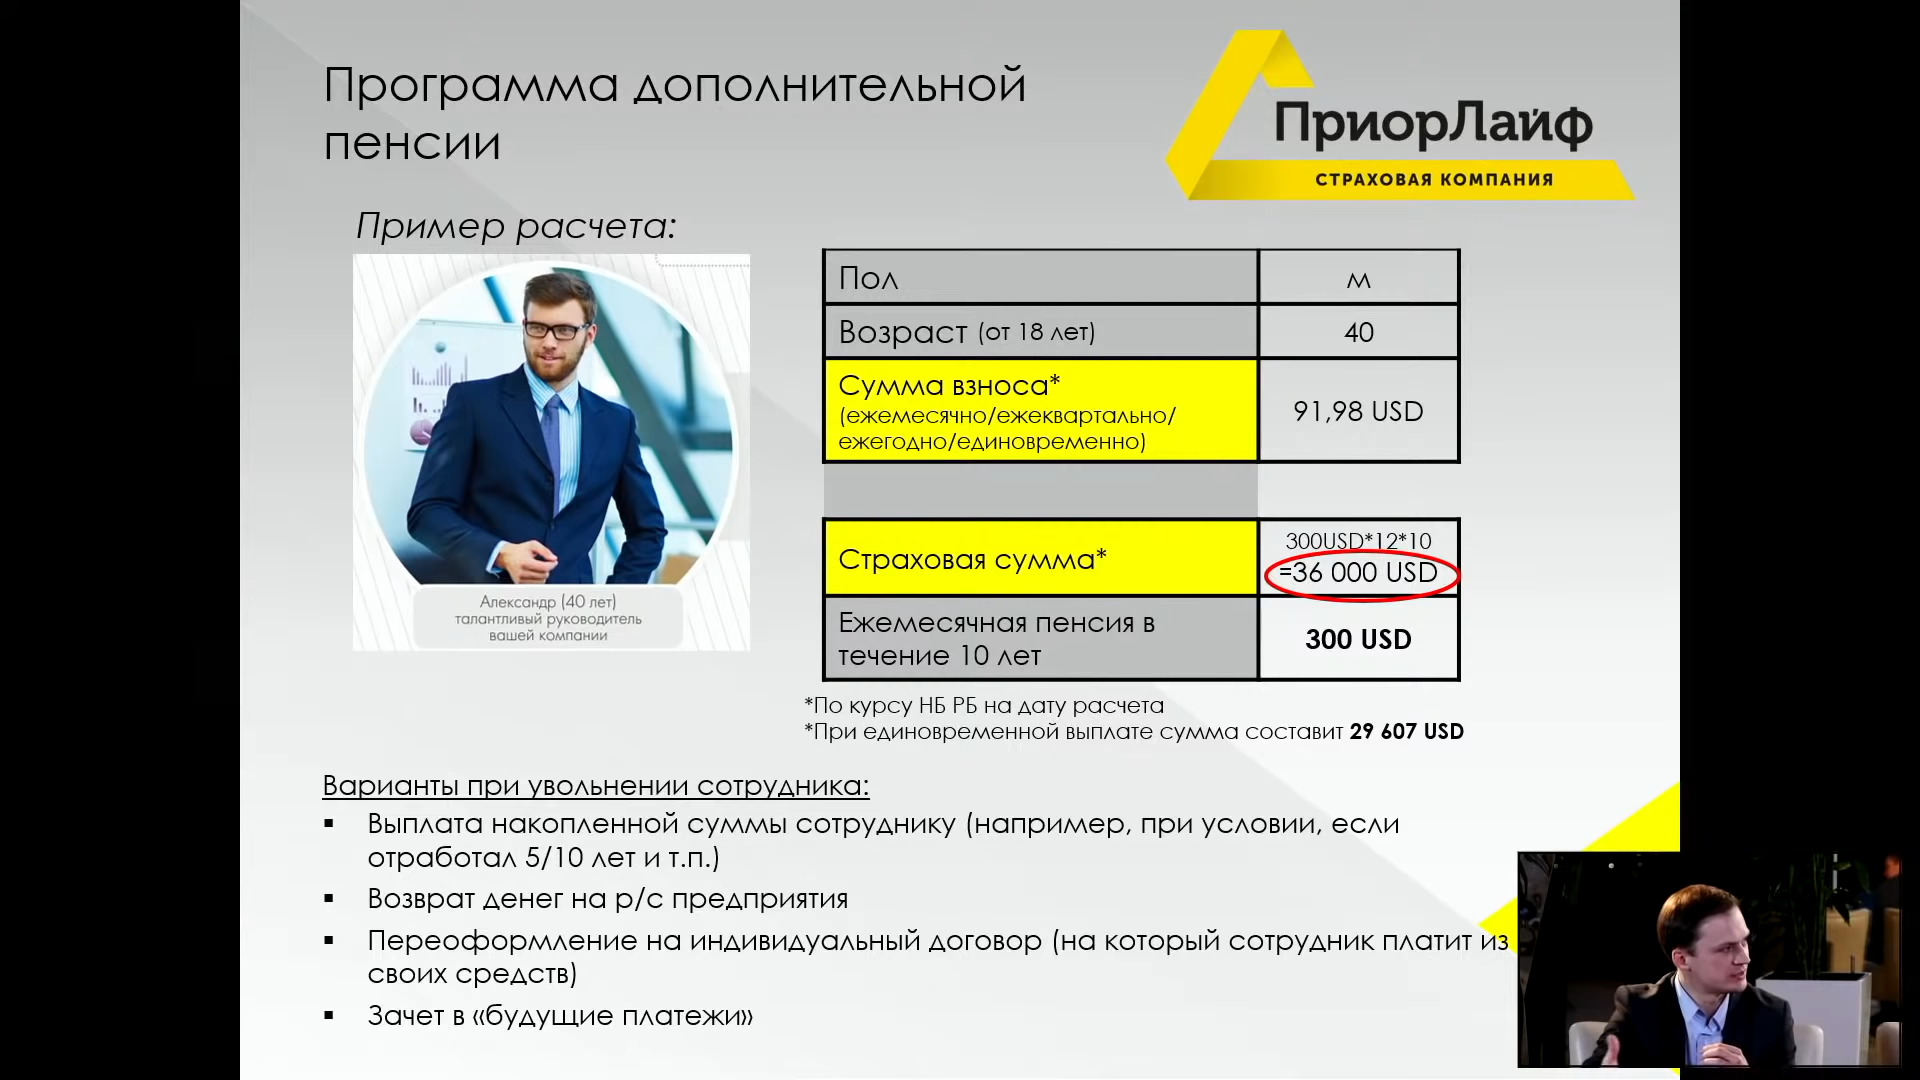 Программа дополнительной
пенсии
ПриорЛайф
СТРАХОВАЯ КОМПАНИЯ
Пример расчета:
Александр (40 лет)
талантливый руководитель
вашей компании
Пол м
Возраст (от 18 лет) 40
Сумма взноса*
(ежемесячно/ежеквартально/
ежегодно/единовременно)
91,98 USD
Страховая сумма*
300USD*12*10
=36 000 USD
Ежемесячная пенсия в
течение 10 лет
300 USD
*По курсу НБ РБ на дату расчета
*При единовременной выплате сумма составит 29 607 USD
Варианты при увольнении сотрудника:
▪ Выплата накопленной суммы сотруднику (например, при условии, если
отработал 5/10 лет и т.п.)
▪ Возврат денег на р/с предприятия
▪ Переоформление на индивидуальный договор (на который сотрудник платит из
своих средств)
▪ Зачет в «будущие платежи»